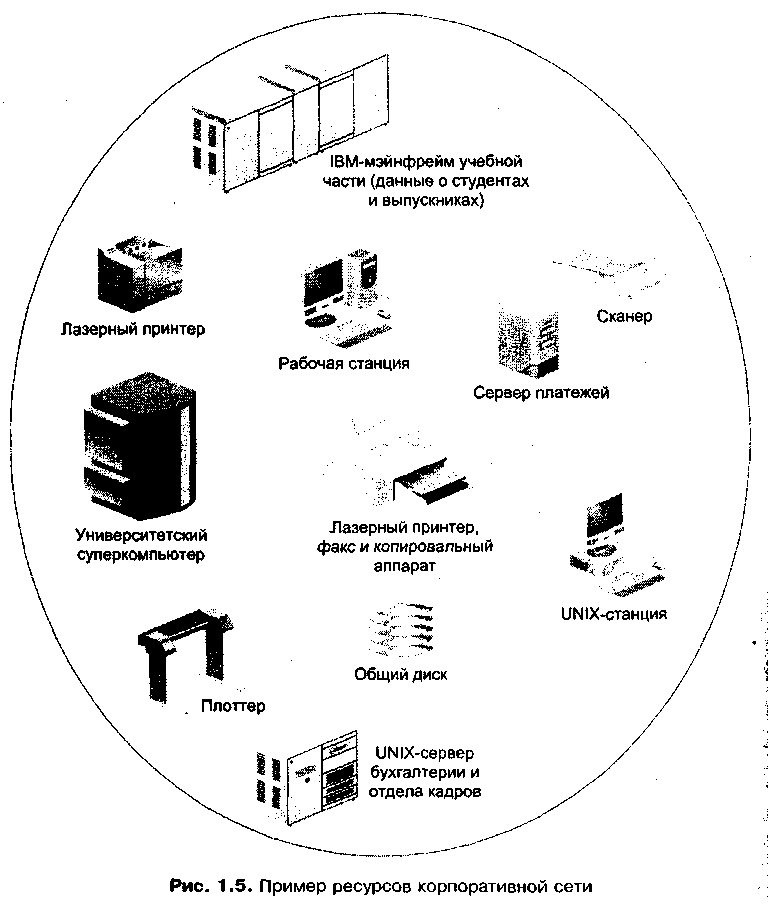 IBM-мэйнфрейм учебной
части (данные о студентах
и выпускниках)
Лазерный принтер
Рабочая станция
Сканер
Сервер платежей
Университетский
суперкомпьютер
Лазерный принтер,
факс и копировальный
аппарат
UNIX-станция
Общий диск
Плоттер
UNIX-сервер
бухгалтерии и
отдела кадров
Рис. 1.5. Пример ресурсов корпоративной сети